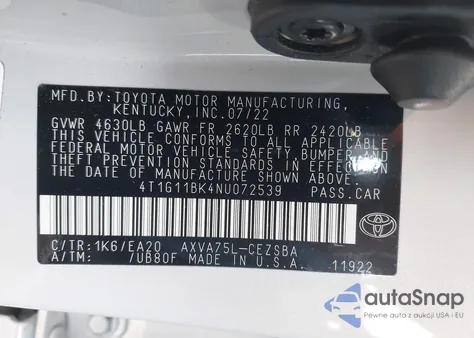 MFD.BY:TOYOTA MOTOR MANUFACTURING,
KENTUCKY, INC.07/22
GVWR 4630LB GAWR FR 2620LB RR 2420LB
THIS VEHICLE CONFORMS TO ALL APPLICABLE
FEDERAL MOTOR VEHICLE SAFETY, BUMPER, AND
THEFT PREVENTION STANDARDS IN EFFECT ON
THE DATE OF MANUFACTURE SHOWN ABOVE.
4T1G11BK4NU072539 PASS.CAR
C/TR:1K6/EA20 AXVA75L-CEZSBA
A/TM: /UB80F MADE IN U.S.A. 11922
TOYOTA
autoSnap
Pewne auta z aukcji USA i EU